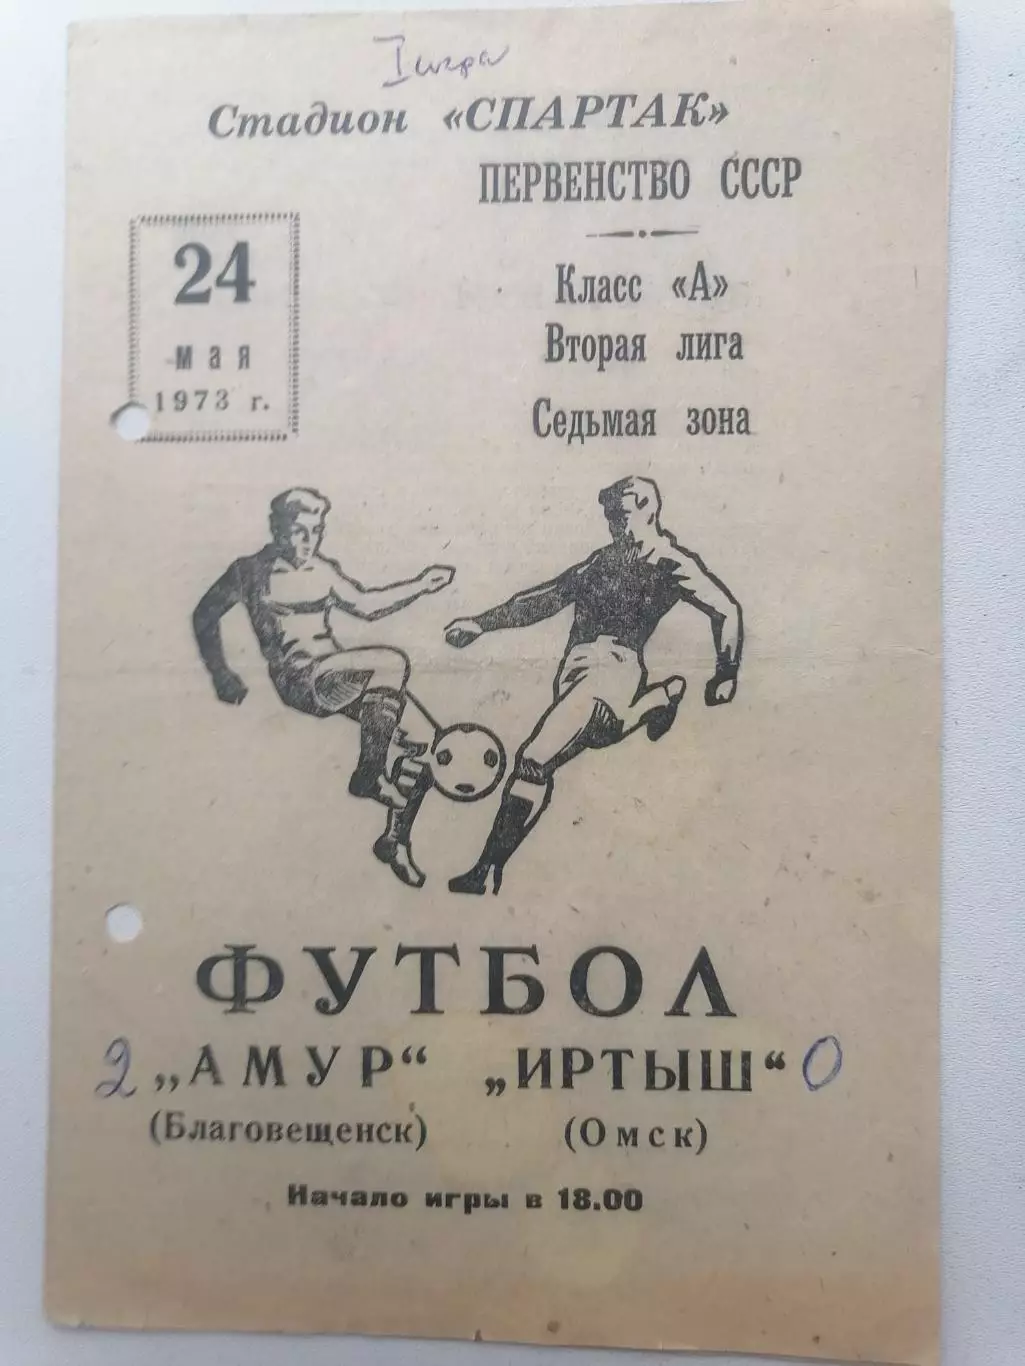 I игра
Стадион «СПАРТАК»
ПЕРВЕНСТВО СССР
24
мая
1973 г.
Класс «А»
Вторая лига
Седьмая зона
ФУТБОЛ
2 „АМУР“ „ИРТЫШ“ 0
(Благовещенск) (Омск)
Начало игры в 18.00